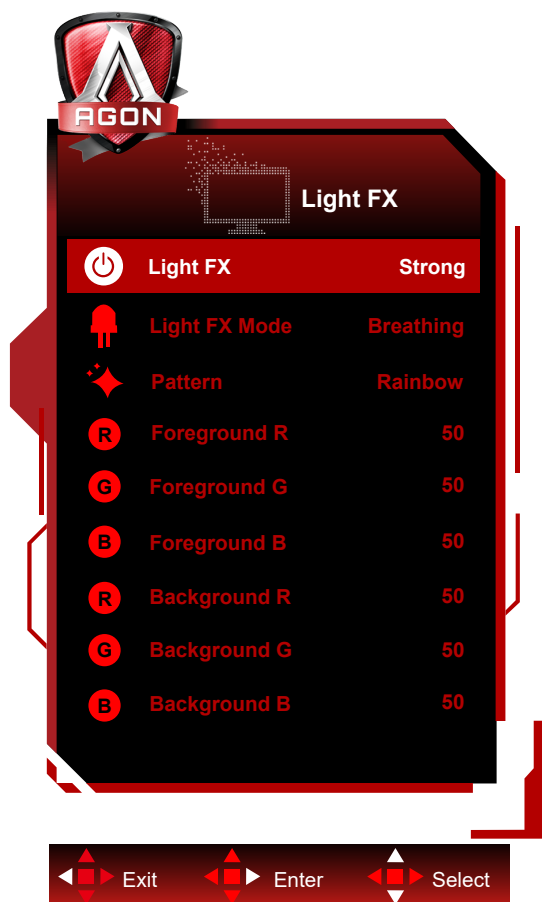 AGON
Light FX
Light FX Strong
Light FX Mode Breathing
Pattern Rainbow
R Foreground R 50
G Foreground G 50
B Foreground B 50
R Background R 50
G Background G 50
B Background B 50
Exit Enter Select